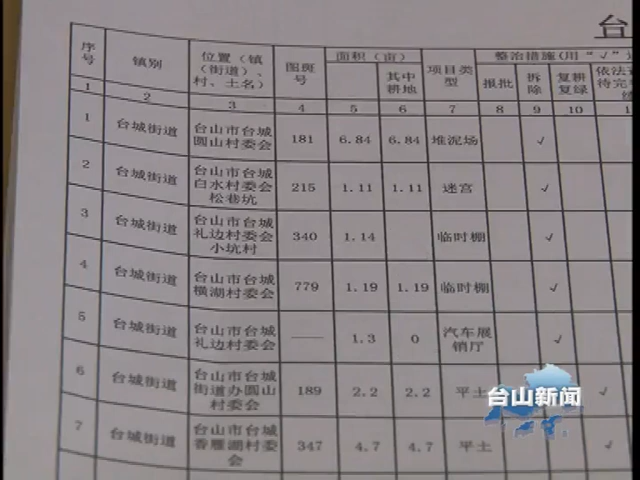 台
序号 镇别 位置（镇（街道）、村、土名） 图斑号 面积（亩） 其中耕地 项目类型 整治措施(用“√”
报批 拆除 复耕复绿
1 2 3 4 5 6 7 8 9 10
1 台城街道 台山市台城圆山村委会 181 6.84 6.84 堆泥场 √
2 台城街道 台山市台城白水村委会松巷坑 215 1.11 1.11 迷宫 √
3 台城街道 台山市台城礼边村委会小坑村 340 1.14 临时棚 √
4 台城街道 台山市台城横湖村委会 779 1.19 1.19 临时棚 √
5 台城街道 台山市台城礼边村委会 —— 1.3 0 汽车展销厅 √
6 台城街道 台山市台城街道办圆山村委会 189 2.2 2.2 平土 √
7 台城街道 台山市台城香雁湖村委会 347 4.7 4.7 平土 √ √
台山新闻